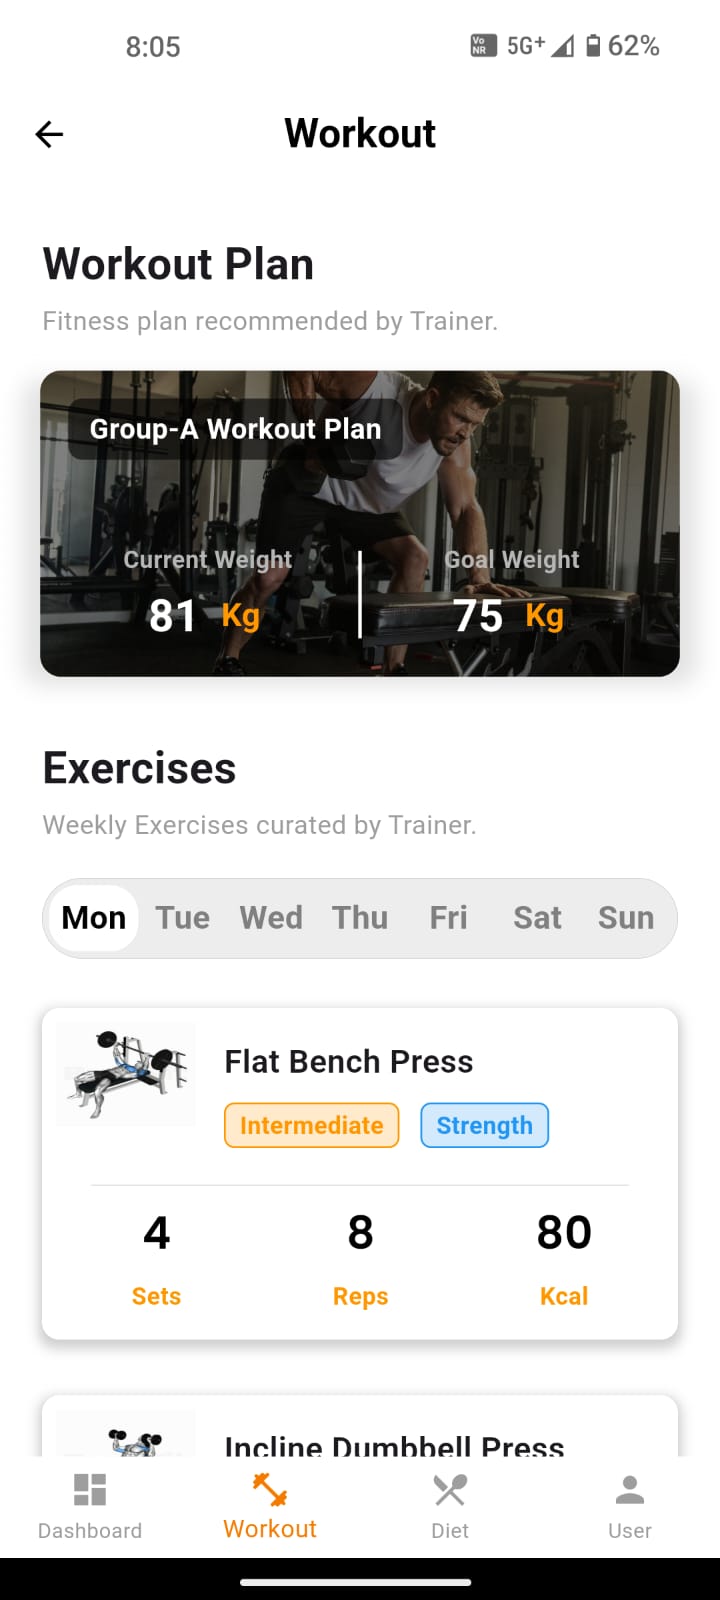 8:05 Vo NR 5G+ 62%
Workout
Workout Plan
Fitness plan recommended by Trainer.
Group-A Workout Plan
Current Weight Goal Weight
81 Kg 75 Kg
Exercises
Weekly Exercises curated by Trainer.
Mon Tue Wed Thu Fri Sat Sun
Flat Bench Press
Intermediate Strength
4 8 80
Sets Reps Kcal
Incline Dumbbell Press
Dashboard Workout Diet User